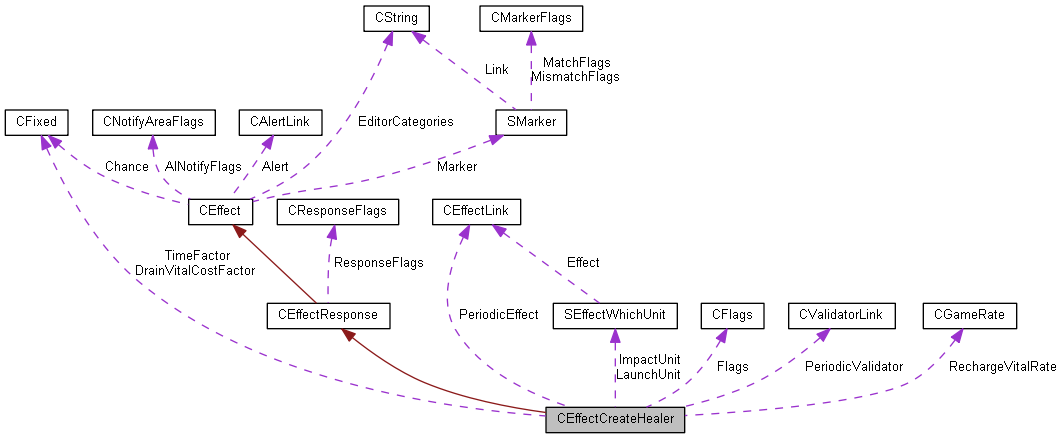 CString
CMarkerFlags
Link
MatchFlags
MismatchFlags
CFixed
CNotifyAreaFlags
CAlertLink
EditorCategories
SMarker
Chance
AINotifyFlags
Alert
Marker
CEffect
CResponseFlags
CEffectLink
TimeFactor
DrainVitalCostFactor
ResponseFlags
Effect
CEffectResponse
PeriodicEffect
SEffectWhichUnit
CFlags
CValidatorLink
CGameRate
ImpactUnit
LaunchUnit
Flags
PeriodicValidator
RechargeVitalRate
CEffectCreateHealer